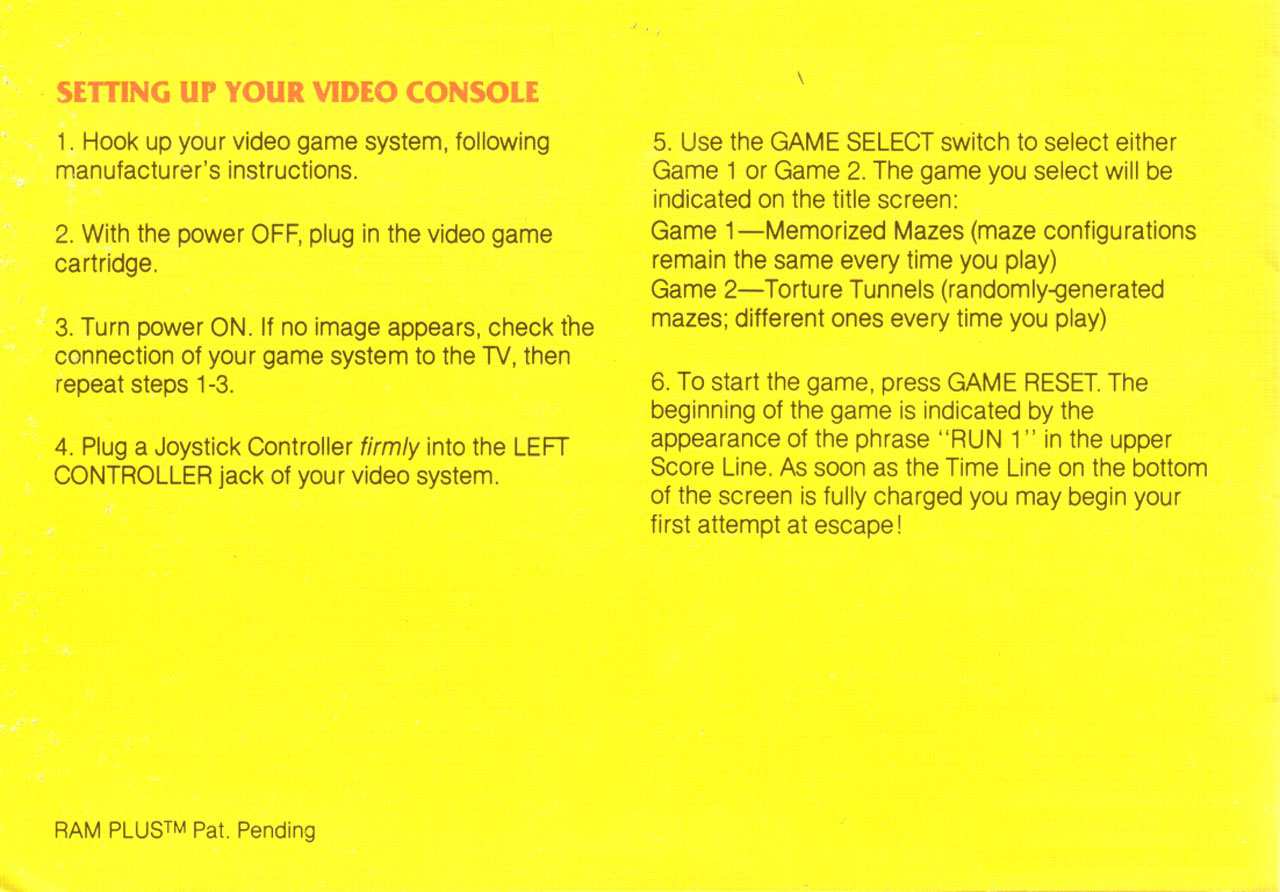 SETTING UP YOUR VIDEO CONSOLE
1. Hook up your video game system, following
manufacturer's instructions.
2. With the power OFF, plug in the video game
cartridge.
3. Turn power ON. If no image appears, check the
connection of your game system to the TV, then
repeat steps 1-3.
4. Plug a Joystick Controller firmly into the LEFT
CONTROLLER jack of your video system.
5. Use the GAME SELECT switch to select either
Game 1 or Game 2. The game you select will be
indicated on the title screen:
Game 1—Memorized Mazes (maze configurations
remain the same every time you play)
Game 2—Torture Tunnels (randomly-generated
mazes; different ones every time you play)
6. To start the game, press GAME RESET. The
beginning of the game is indicated by the
appearance of the phrase "RUN 1" in the upper
Score Line. As soon as the Time Line on the bottom
of the screen is fully charged you may begin your
first attempt at escape!
RAM PLUS™ Pat. Pending